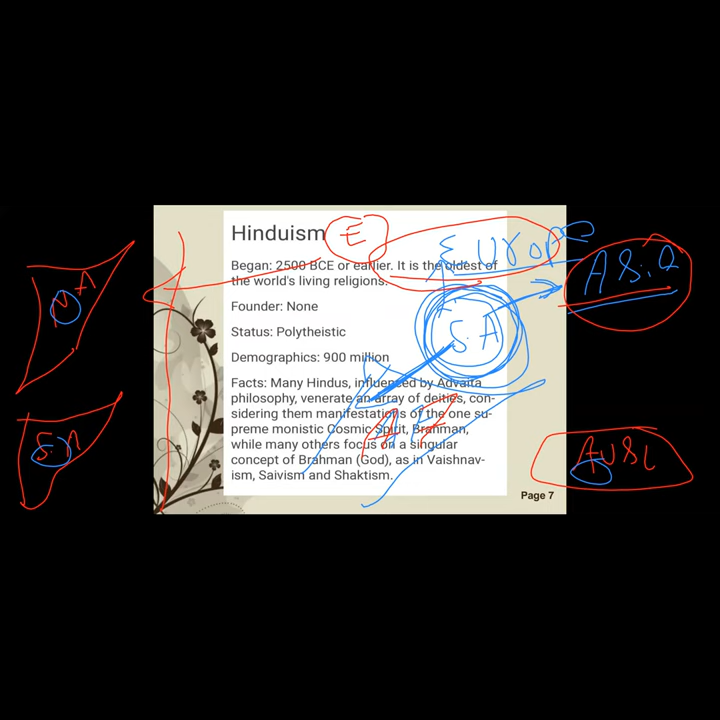 Hinduism
E
Europe
Began: 2500 BCE or earlier. It is the oldest of
the world's living religions.
Asia
N A
Founder: None
S.A
Status: Polytheistic
Demographics: 900 million
Facts: Many Hindus, influenced by Advaita
philosophy, venerate an array of deities, con-
sidering them manifestations of the one su-
preme monistic Cosmic Spirit, Brahman,
while many others focus on a singular
concept of Brahman (God), as in Vaishnav-
ism, Saivism and Shaktism.
S.A
AUSL
Page 7